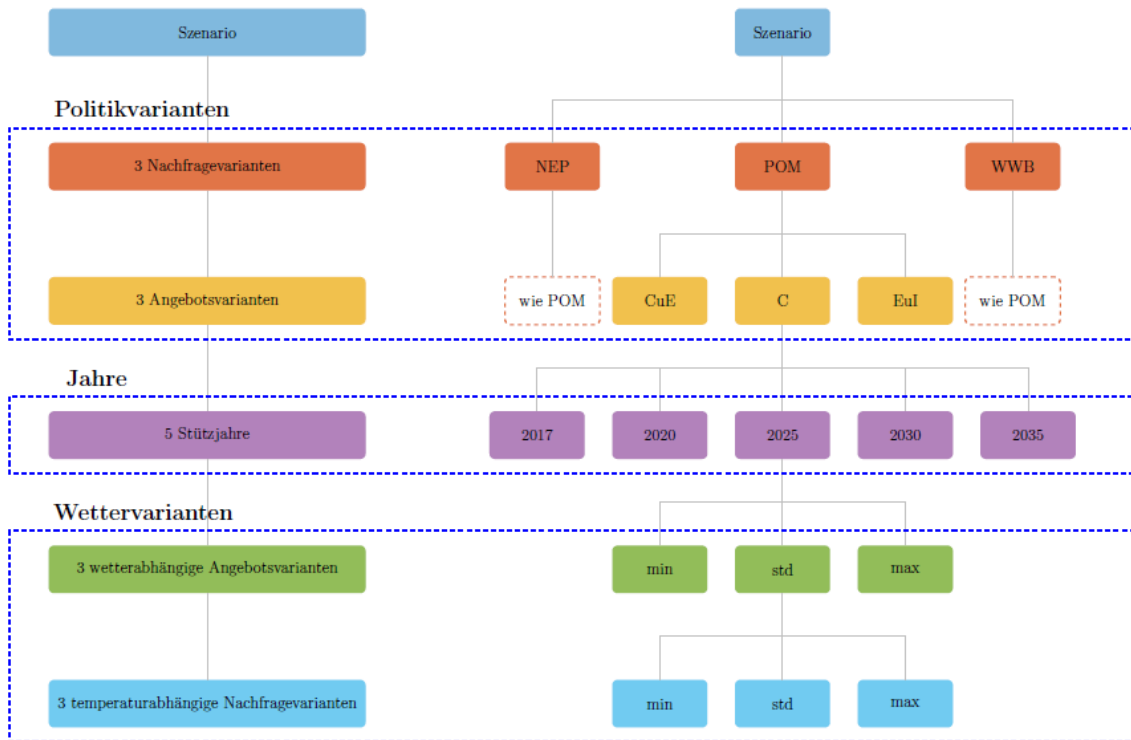 Szenario
Szenario
Politikvarianten
3 Nachfragevarianten
NEP
POM
WWB
3 Angebotsvarianten
wie POM
CuE
C
EuI
wie POM
Jahre
5 Stützjahre
2017
2020
2025
2030
2035
Wettervarianten
3 wetterabhängige Angebotsvarianten
min
std
max
3 temperaturabhängige Nachfragevarianten
min
std
max